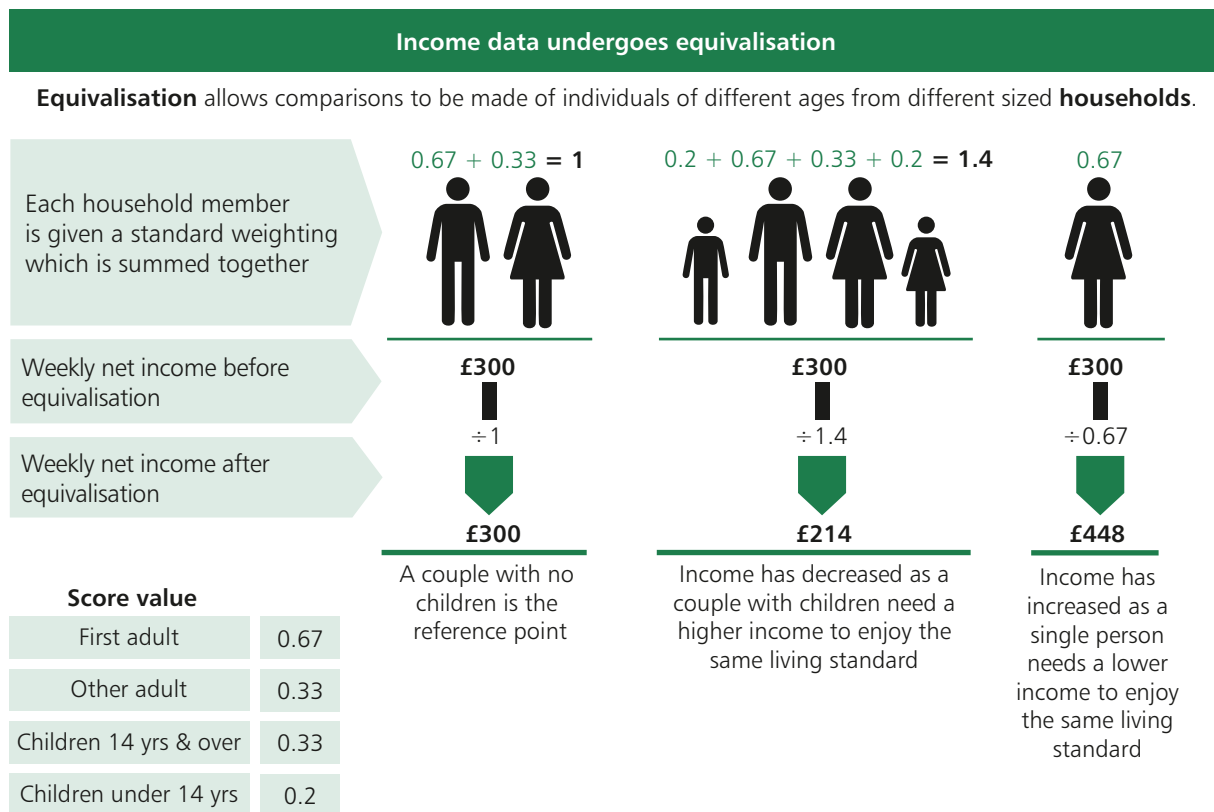 Income data undergoes equivalisation
Equivalisation allows comparisons to be made of individuals of different ages from different sized households.
Each household member
is given a standard weighting
which is summed together
0.67 + 0.33 = 1
0.2 + 0.67 + 0.33 + 0.2 = 1.4
0.67
Weekly net income before
equivalisation
£300
£300
£300
÷1
÷1.4
÷0.67
Weekly net income after
equivalisation
£300
£214
£448
A couple with no
children is the
reference point
Income has decreased as a
couple with children need a
higher income to enjoy the
same living standard
Income has
increased as a
single person
needs a lower
income to enjoy
the same living
standard
Score value
First adult 0.67
Other adult 0.33
Children 14 yrs & over 0.33
Children under 14 yrs 0.2